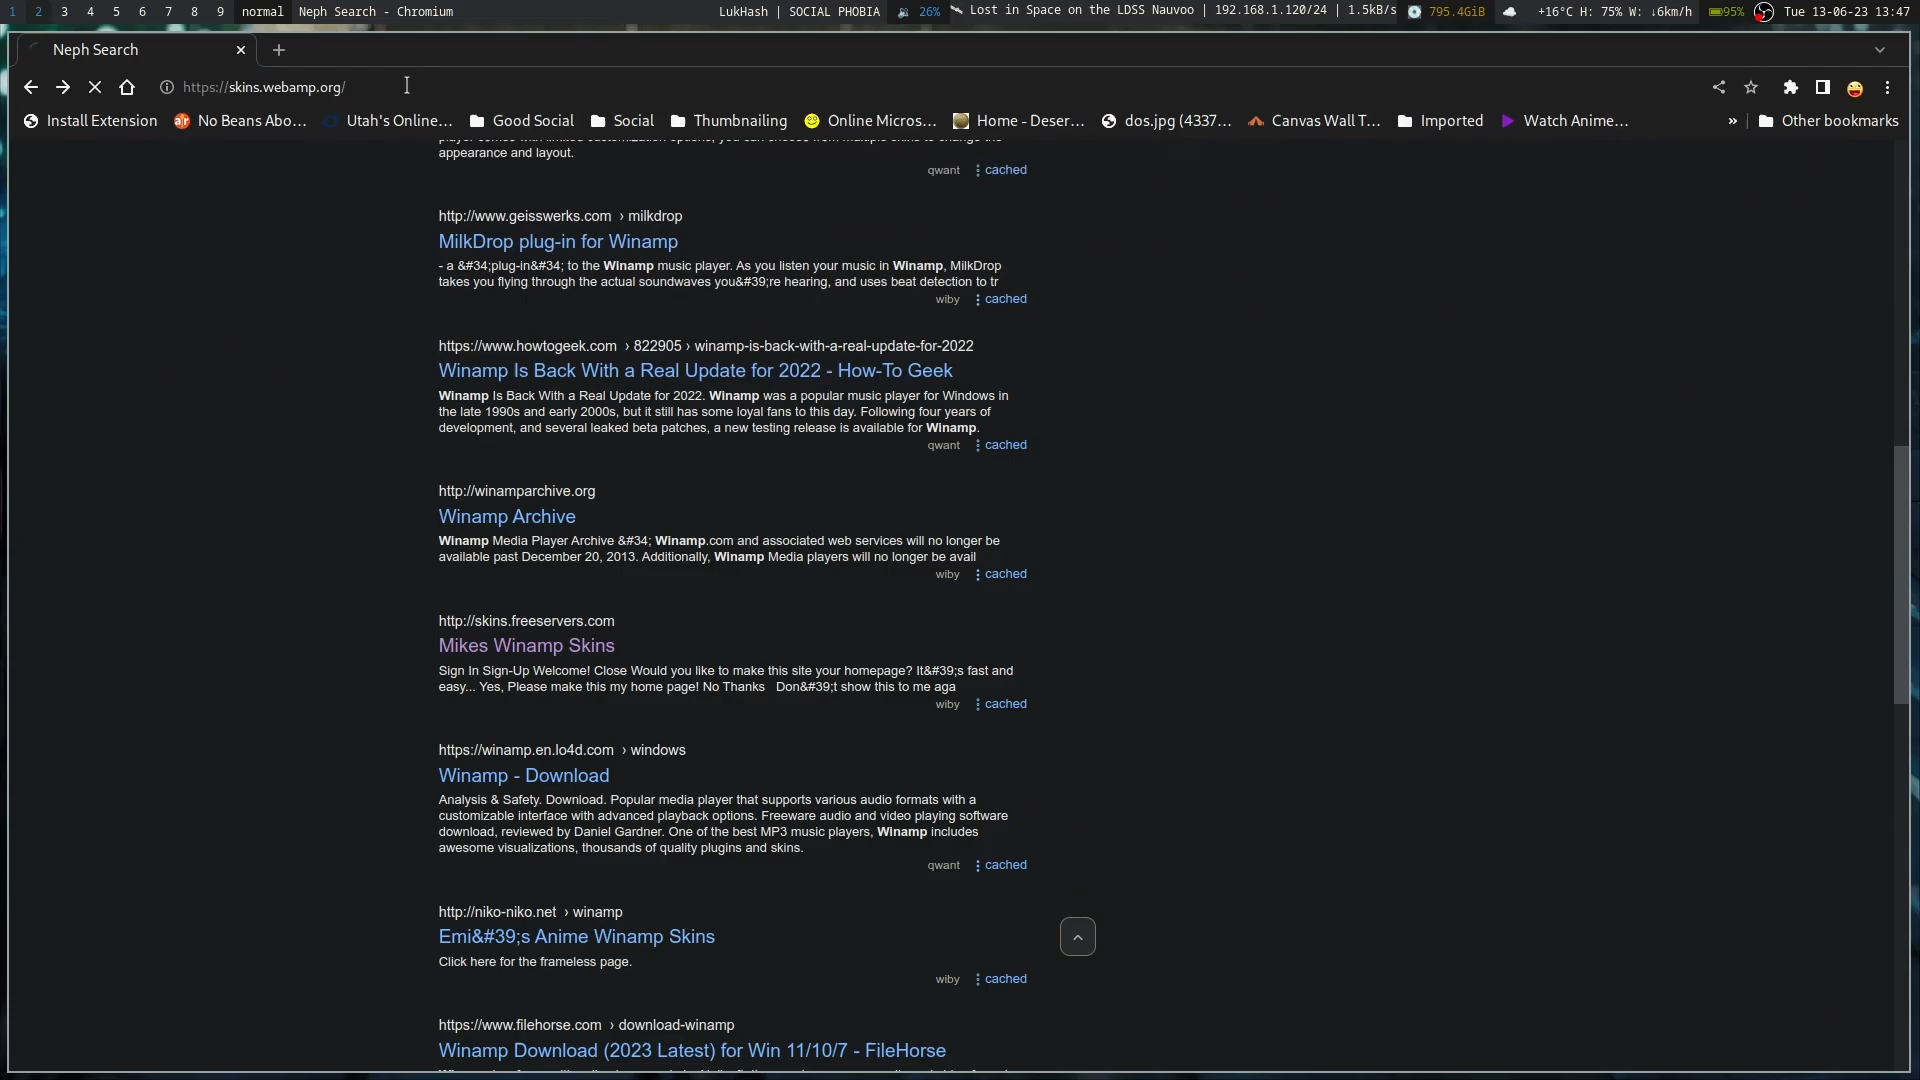 1 2 3 4 5 6 7 8 9 normal Neph Search - Chromium LukHash | SOCIAL PHOBIA 26% Lost in Space on the LDSS Nauvoo | 192.168.1.120/24 | 1.5kB/s 795.4GiB +16°C H: 75% W: ↓6km/h 95% Tue 13-06-23 13:47
Neph Search
https://skins.webamp.org/
Install Extension No Beans Abo... Utah's Online... Good Social Social Thumbnailing Online Micros... Home - Deser... dos.jpg (4337... Canvas Wall T... Imported Watch Anime... » Other bookmarks
appearance and layout.
qwant cached
http://www.geisswerks.com › milkdrop
MilkDrop plug-in for Winamp
- a &#34;plug-in&#34; to the Winamp music player. As you listen your music in Winamp, MilkDrop
takes you flying through the actual soundwaves you&#39;re hearing, and uses beat detection to tr
wiby cached
https://www.howtogeek.com › 822905 › winamp-is-back-with-a-real-update-for-2022
Winamp Is Back With a Real Update for 2022 - How-To Geek
Winamp Is Back With a Real Update for 2022. Winamp was a popular music player for Windows in
the late 1990s and early 2000s, but it still has some loyal fans to this day. Following four years of
development, and several leaked beta patches, a new testing release is available for Winamp.
qwant cached
http://winamparchive.org
Winamp Archive
Winamp Media Player Archive &#34; Winamp.com and associated web services will no longer be
available past December 20, 2013. Additionally, Winamp Media players will no longer be avail
wiby cached
http://skins.freeservers.com
Mikes Winamp Skins
Sign In Sign-Up Welcome! Close Would you like to make this site your homepage? It&#39;s fast and
easy... Yes, Please make this my home page! No Thanks Don&#39;t show this to me aga
wiby cached
https://winamp.en.lo4d.com › windows
Winamp - Download
Analysis & Safety. Download. Popular media player that supports various audio formats with a
customizable interface with advanced playback options. Freeware audio and video playing software
download, reviewed by Daniel Gardner. One of the best MP3 music players, Winamp includes
awesome visualizations, thousands of quality plugins and skins.
qwant cached
http://niko-niko.net › winamp
Emi&#39;s Anime Winamp Skins
Click here for the frameless page.
wiby cached
https://www.filehorse.com › download-winamp
Winamp Download (2023 Latest) for Win 11/10/7 - FileHorse